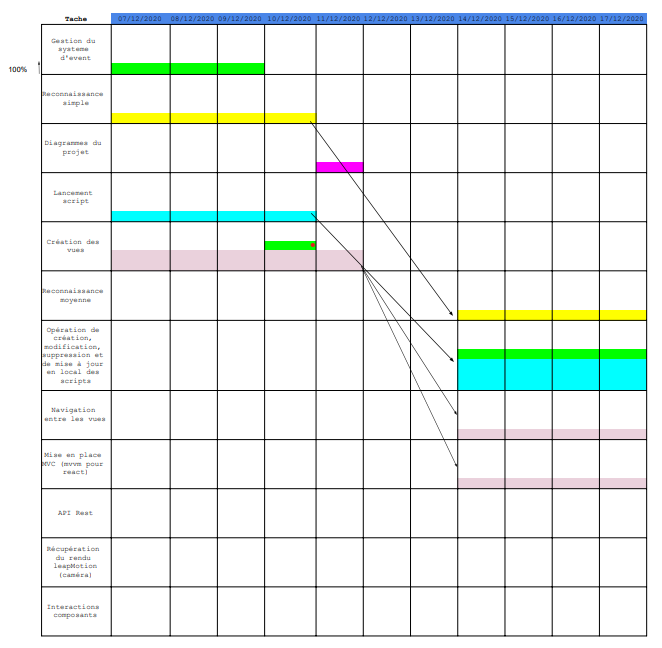 Tache 07/12/2020 08/12/2020 09/12/2020 10/12/2020 11/12/2020 12/12/2020 13/12/2020 14/12/2020 15/12/2020 16/12/2020 17/12/2020
Gestion du
systeme
d'event
100%
Reconnaissance
simple
Diagrammes du
projet
Lancement
script
Création des
vues
Reconnaissance
moyenne
Opération de
création,
modification,
suppression et
de mise à jour
en local des
scripts
Navigation
entre les vues
Mise en place
MVC (mvvm pour
react)
API Rest
Récupération
du rendu
leapMotion
(caméra)
Interactions
composants